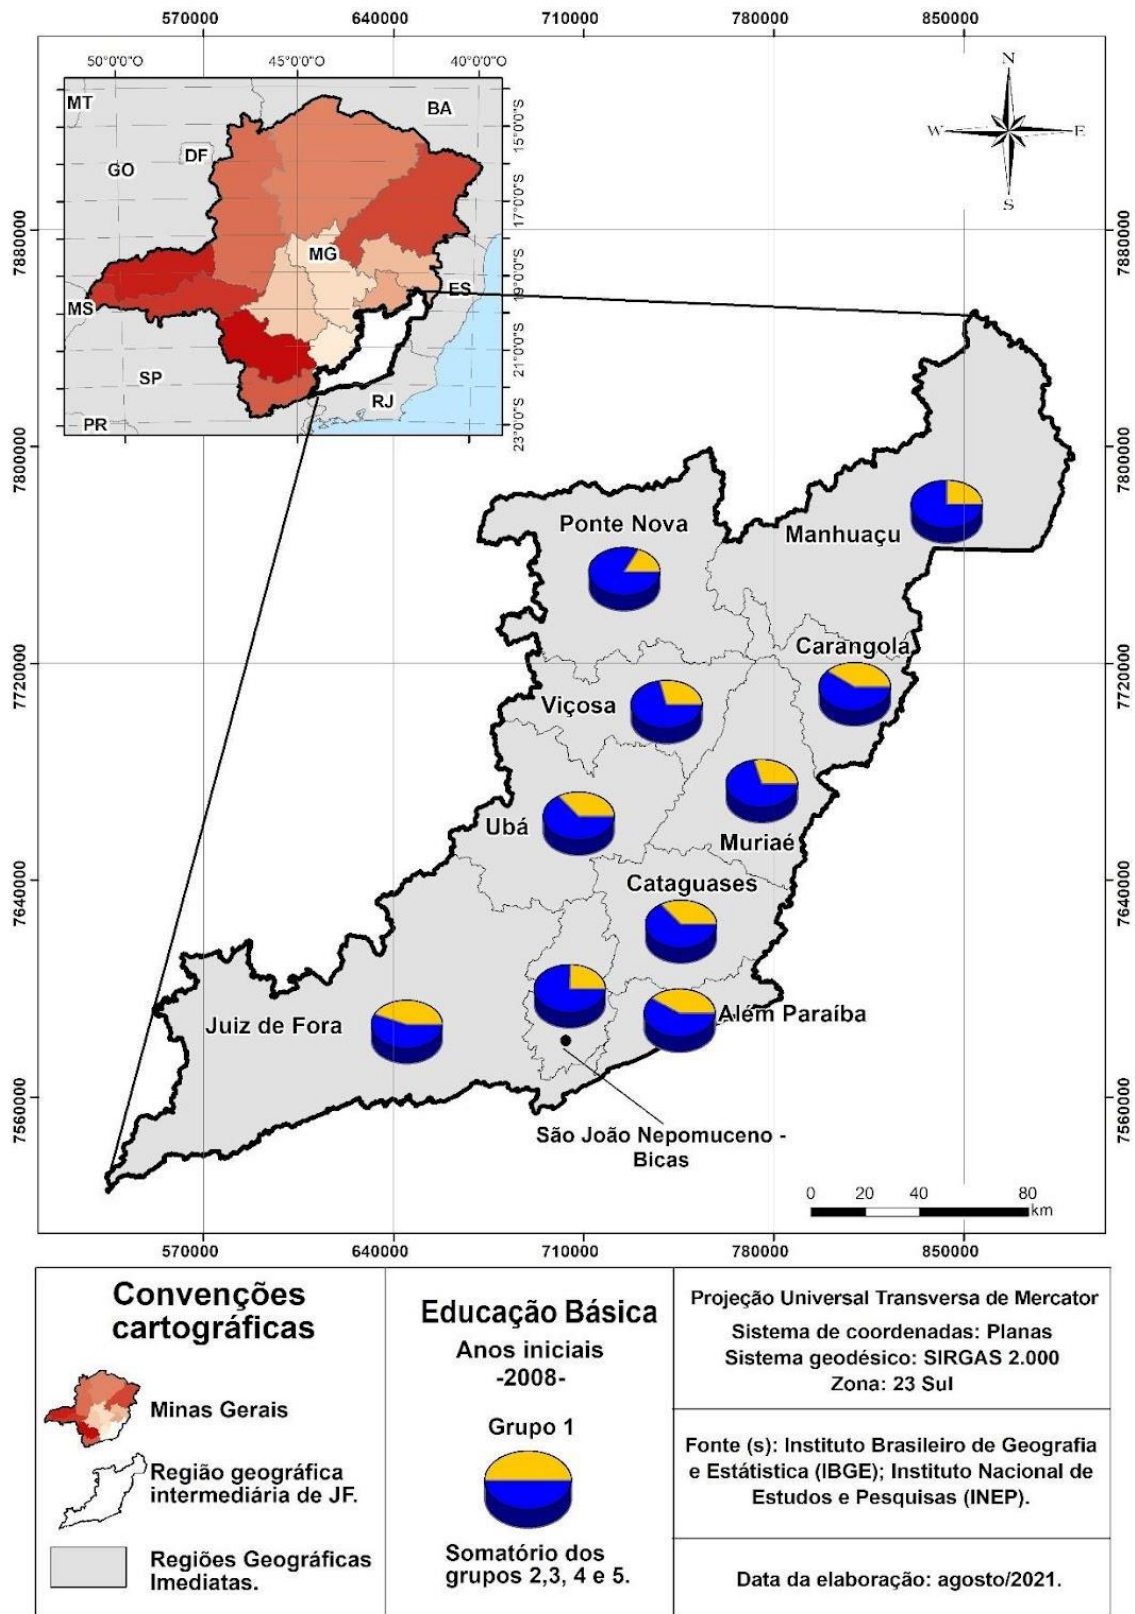 570000 640000 710000 780000 850000
50°0'0"O 45°0'0"O 40°0'0"O
MT
BA
DF
GO
MG
MS
ES
SP
RJ
PR
15°0'0"S
17°0'0"S
19°0'0"S
21°0'0"S
23°0'0"S
N
W E
S
7880000 7880000
7800000 7800000
7720000 7720000
7640000 7640000
7560000 7560000
Ponte Nova
Manhuaçu
Carangola
Viçosa
Ubá
Muriaé
Cataguases
Juiz de Fora
Além Paraíba
São João Nepomuceno -
Bicas
0 20 40 80
km
570000 640000 710000 780000 850000
Convenções
cartográficas
Minas Gerais
Região geográfica
intermediária de JF.
Regiões Geográficas
Imediatas.
Educação Básica
Anos iniciais
-2008-
Grupo 1
Somatório dos
grupos 2,3, 4 e 5.
Projeção Universal Transversa de Mercator
Sistema de coordenadas: Planas
Sistema geodésico: SIRGAS 2.000
Zona: 23 Sul
Fonte (s): Instituto Brasileiro de Geografia
e Estátistica (IBGE); Instituto Nacional de
Estudos e Pesquisas (INEP).
Data da elaboração: agosto/2021.